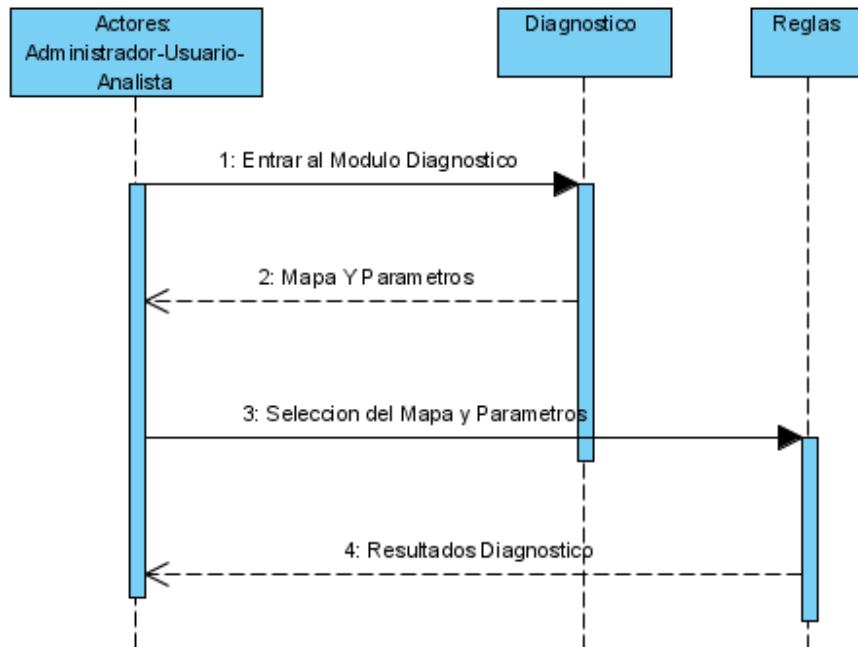 Actores:
Administrador-Usuario-
Analista
Diagnostico
Reglas
1: Entrar al Modulo Diagnostico
2: Mapa Y Parametros
3: Seleccion del Mapa y Parametros
4: Resultados Diagnostico